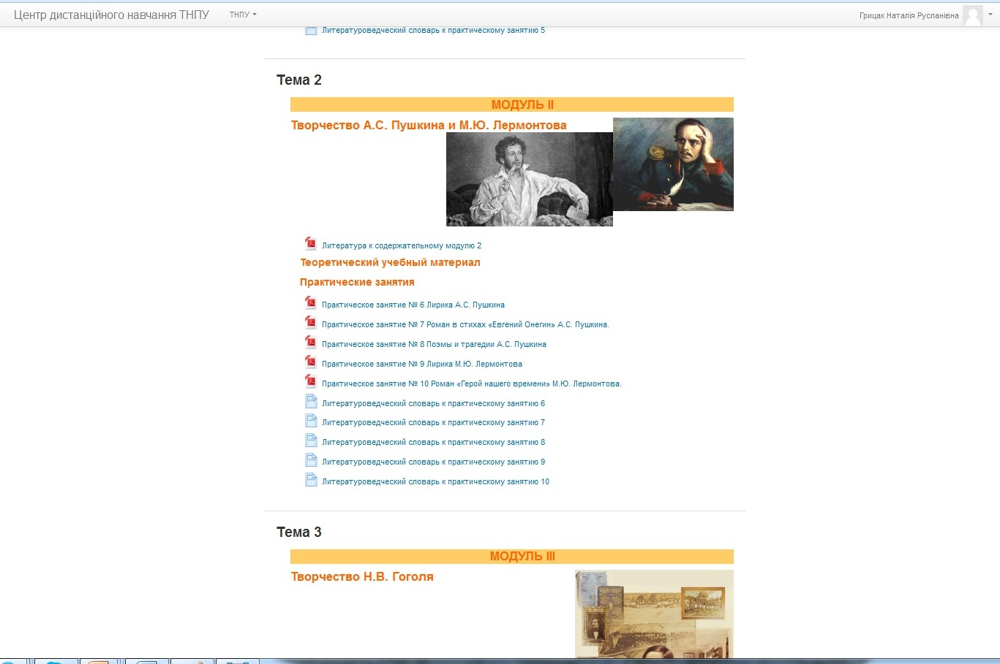 Центр дистанційного навчання ТНПУ ТНПУ Грицак Наталія Русланівна
Литературоведческий словарь к практическому занятию 5
Тема 2
МОДУЛЬ II
Творчество А.С. Пушкина и М.Ю. Лермонтова
Литература к содержательному модулю 2
Теоретический учебный материал
Практические занятия
Практическое занятие № 6 Лирика А.С. Пушкина
Практическое занятие № 7 Роман в стихах «Евгений Онегин» А.С. Пушкина.
Практическое занятие № 8 Поэмы и трагедии А.С. Пушкина
Практическое занятие № 9 Лирика М.Ю. Лермонтова
Практическое занятие № 10 Роман «Герой нашего времени» М.Ю. Лермонтова.
Литературоведческий словарь к практическому занятию 6
Литературоведческий словарь к практическому занятию 7
Литературоведческий словарь к практическому занятию 8
Литературоведческий словарь к практическому занятию 9
Литературоведческий словарь к практическому занятию 10
Тема 3
МОДУЛЬ III
Творчество Н.В. Гоголя